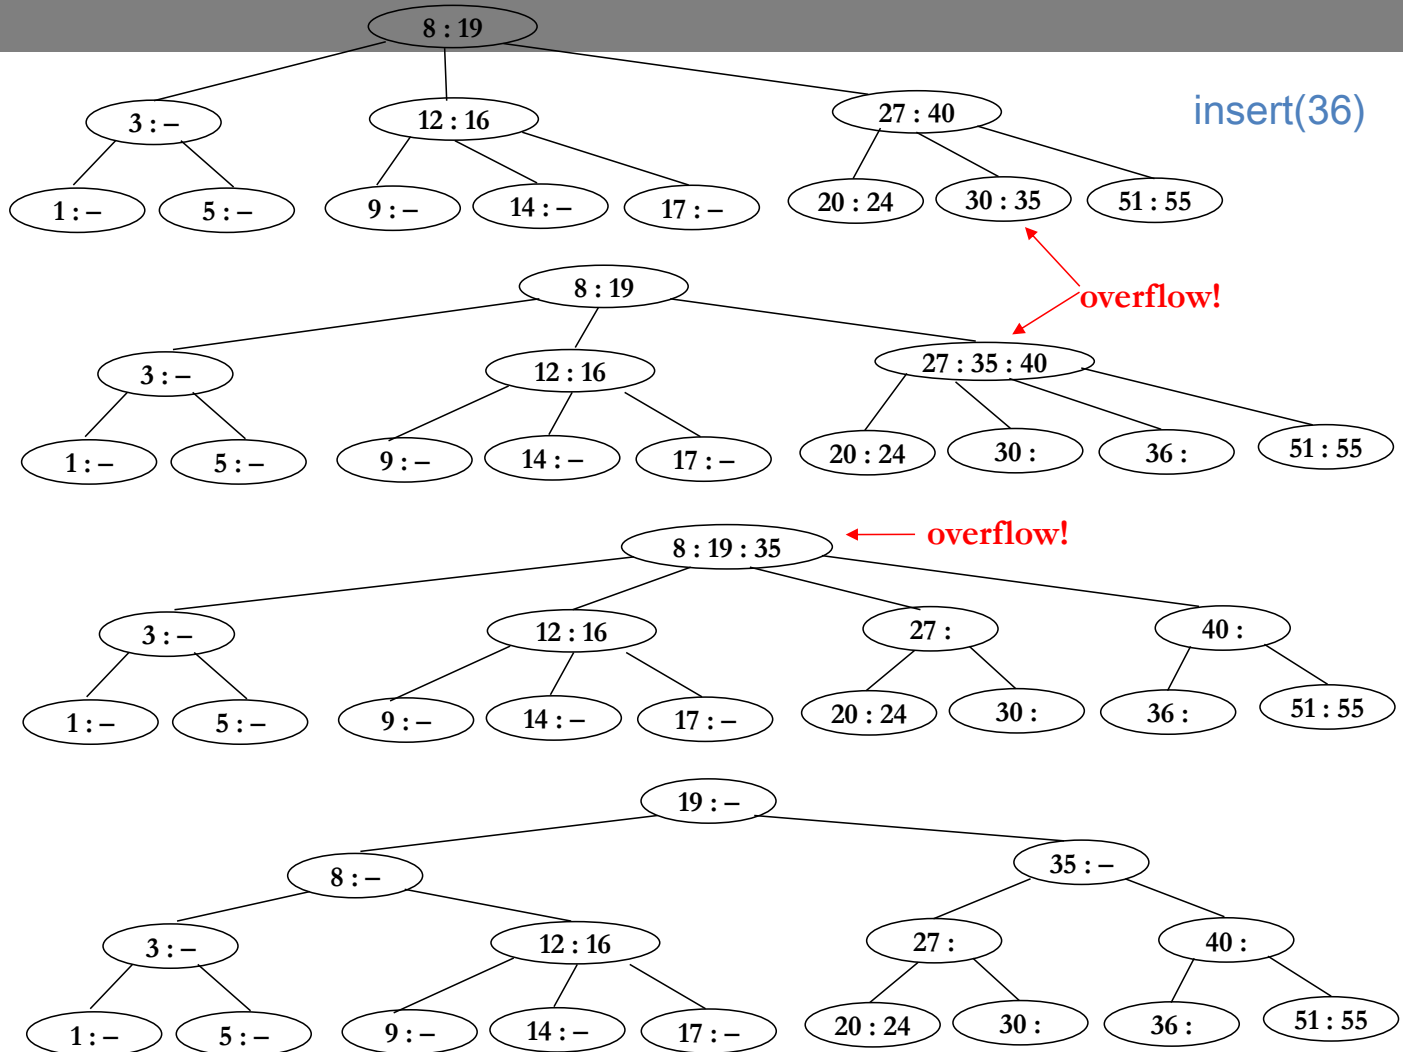 8 : 19
insert(36)
3 : –
12 : 16
27 : 40
1 : –
5 : –
9 : –
14 : –
17 : –
20 : 24
30 : 35
51 : 55
overflow!
8 : 19
3 : –
12 : 16
27 : 35 : 40
1 : –
5 : –
9 : –
14 : –
17 : –
20 : 24
30 :
36 :
51 : 55
overflow!
8 : 19 : 35
3 : –
12 : 16
27 :
40 :
1 : –
5 : –
9 : –
14 : –
17 : –
20 : 24
30 :
36 :
51 : 55
19 : –
8 : –
35 : –
3 : –
12 : 16
27 :
40 :
1 : –
5 : –
9 : –
14 : –
17 : –
20 : 24
30 :
36 :
51 : 55